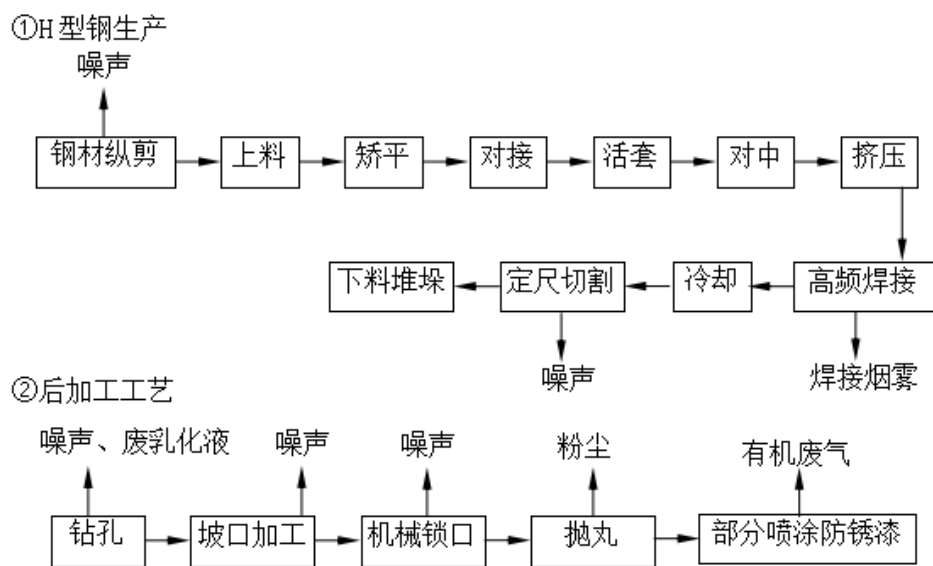 ①H型钢生产
噪声
钢材纵剪 上料 矫平 对接 活套 对中 挤压
下料堆垛 定尺切割 冷却 高频焊接
噪声 焊接烟雾
②后加工工艺
噪声、废乳化液 噪声 噪声 粉尘 有机废气
钻孔 坡口加工 机械锁口 抛丸 部分喷涂防锈漆